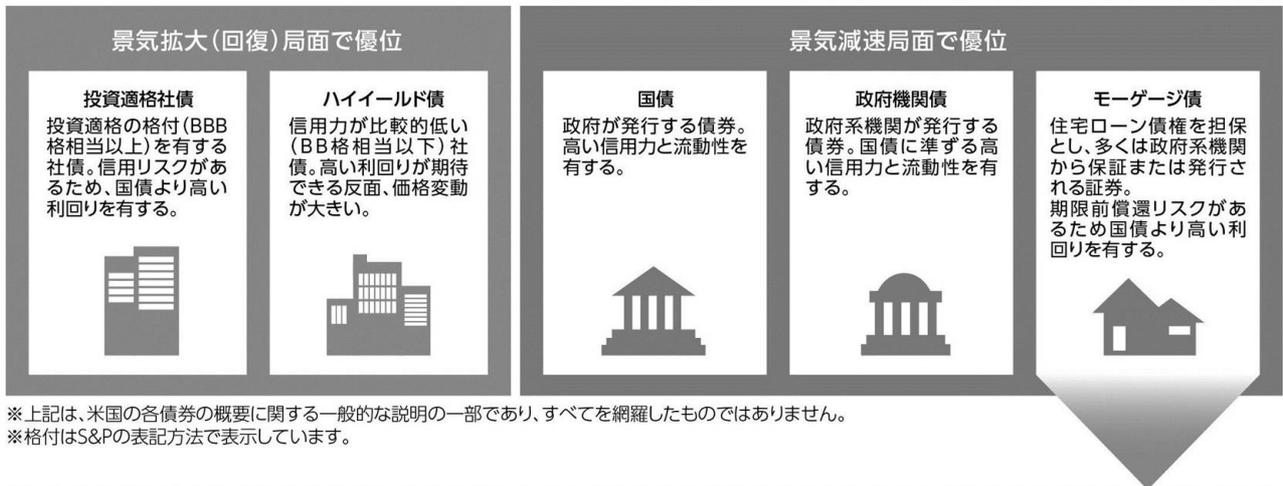 景気拡大(回復)局面で優位
投資適格社債
投資適格の格付(BBB
格相当以上)を有する
社債。信用リスクがあ
るため、国債より高い
利回りを有する。
ハイイールド債
信用力が比較的低い
(BB格相当以下)社
債。高い利回りが期待
できる反面、価格変動
が大きい。
景気減速局面で優位
国債
政府が発行する債券。
高い信用力と流動性を
有する。
政府機関債
政府系機関が発行する
債券。国債に準ずる高
い信用力と流動性を有
する。
モーゲージ債
住宅ローン債権を担保
とし、多くは政府系機関
から保証または発行さ
れる証券。
期限前償還リスクがあ
るため国債より高い利
回りを有する。
※上記は、米国の各債券の概要に関する一般的な説明の一部であり、すべてを網羅したものではありません。
※格付はS&Pの表記方法で表示しています。